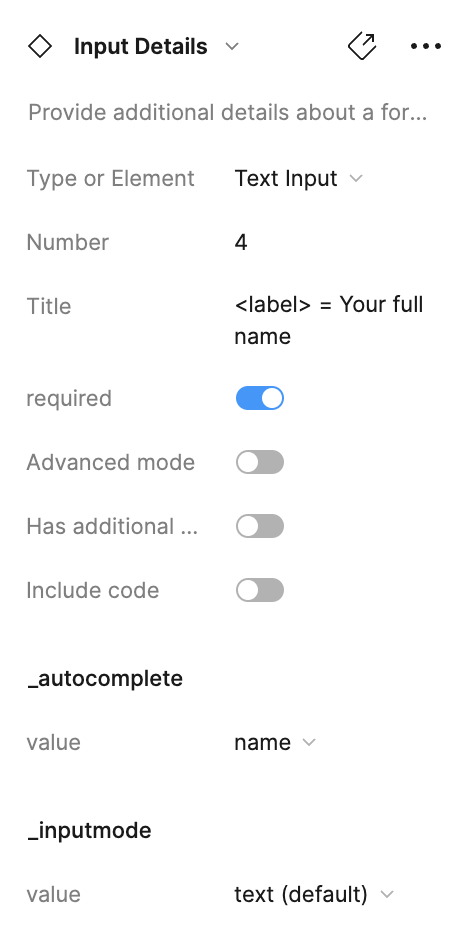 Input Details
Provide additional details about a for...
Type or Element Text Input
Number 4
Title <label> = Your full
name
required
Advanced mode
Has additional ...
Include code
_autocomplete
value name
_inputmode
value text (default)